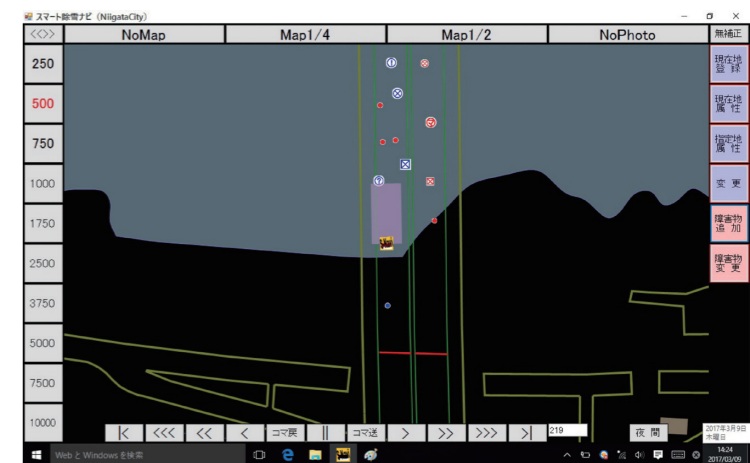 スマート除雪ナビ (NiigataCity)
<<>>
NoMap
Map1/4
Map1/2
NoPhoto
無補正
250
500
750
1000
1750
2500
3750
5000
7500
10000
現在地
登 録
現在地
属 性
指定地
属 性
変 更
障害物
追 加
障害物
変 更
|<
<<<
<<
<
コマ戻
||
コマ送
>
>>
>>>
>|
219
夜 間
2017年3月9日
木曜日
Web と Windows を検索
14:24
2017/03/09